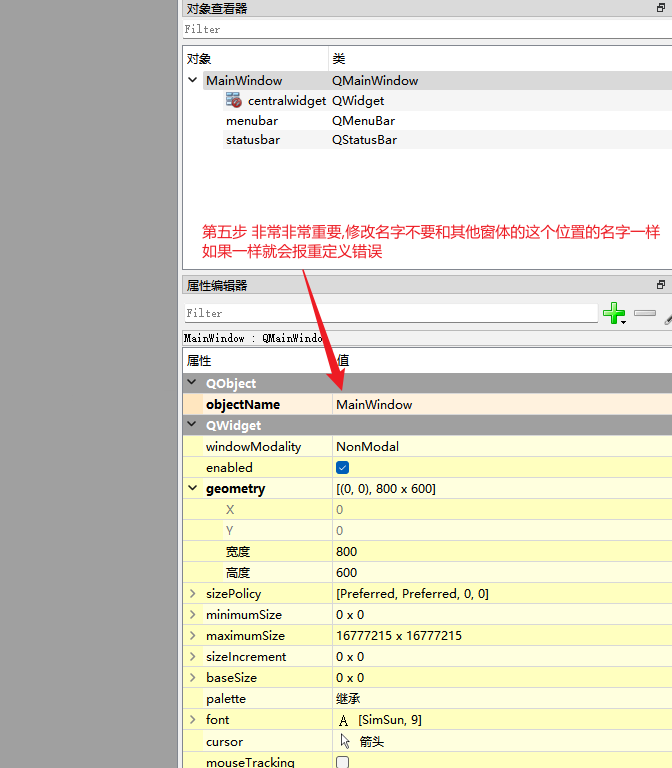 对象查看器
Filter
对象 类
MainWindow QMainWindow
centralwidget QWidget
menubar QMenuBar
statusbar QStatusBar
第五步 非常非常重要,修改名字不要和其他窗体的这个位置的名字一样
如果一样就会报重定义错误
属性编辑器
Filter
MainWindow : QMainWindo
属性 值
QObject
objectName MainWindow
QWidget
windowModality NonModal
enabled
geometry [(0, 0), 800 x 600]
X 0
Y 0
宽度 800
高度 600
sizePolicy [Preferred, Preferred, 0, 0]
minimumSize 0 x 0
maximumSize 16777215 x 16777215
sizeIncrement 0 x 0
baseSize 0 x 0
palette 继承
font A [SimSun, 9]
cursor 箭头
mouseTracking